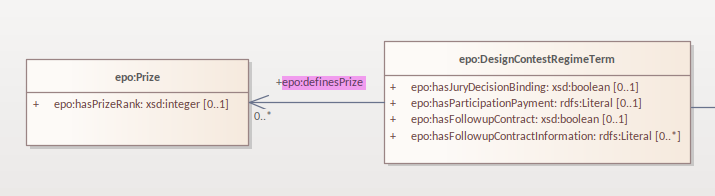 epo:Prize
+ epo:hasPrizeRank: xsd:integer [0..1]
+epo:definesPrize
0..*
epo:DesignContestRegimeTerm
+ epo:hasJuryDecisionBinding: xsd:boolean [0..1]
+ epo:hasParticipationPayment: rdfs:Literal [0..1]
+ epo:hasFollowupContract: xsd:boolean [0..1]
+ epo:hasFollowupContractInformation: rdfs:Literal [0..*]